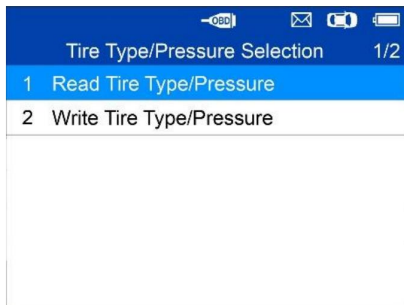 OBD
Tire Type/Pressure Selection 1/2
1 Read Tire Type/Pressure
2 Write Tire Type/Pressure